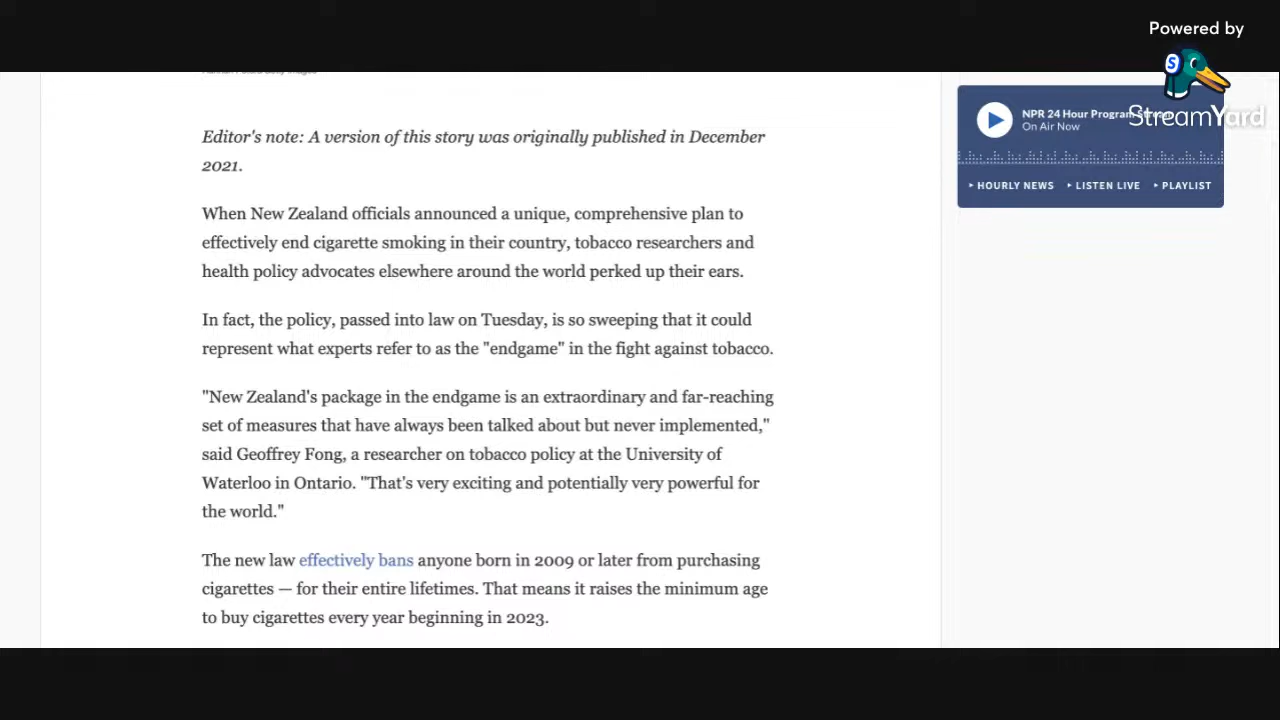 Powered by
StreamYard
NPR 24 Hour Program Stream
On Air Now
HOURLY NEWS LISTEN LIVE PLAYLIST
Editor's note: A version of this story was originally published in December
2021.
When New Zealand officials announced a unique, comprehensive plan to
effectively end cigarette smoking in their country, tobacco researchers and
health policy advocates elsewhere around the world perked up their ears.
In fact, the policy, passed into law on Tuesday, is so sweeping that it could
represent what experts refer to as the "endgame" in the fight against tobacco.
"New Zealand's package in the endgame is an extraordinary and far-reaching
set of measures that have always been talked about but never implemented,"
said Geoffrey Fong, a researcher on tobacco policy at the University of
Waterloo in Ontario. "That's very exciting and potentially very powerful for
the world."
The new law effectively bans anyone born in 2009 or later from purchasing
cigarettes — for their entire lifetimes. That means it raises the minimum age
to buy cigarettes every year beginning in 2023.